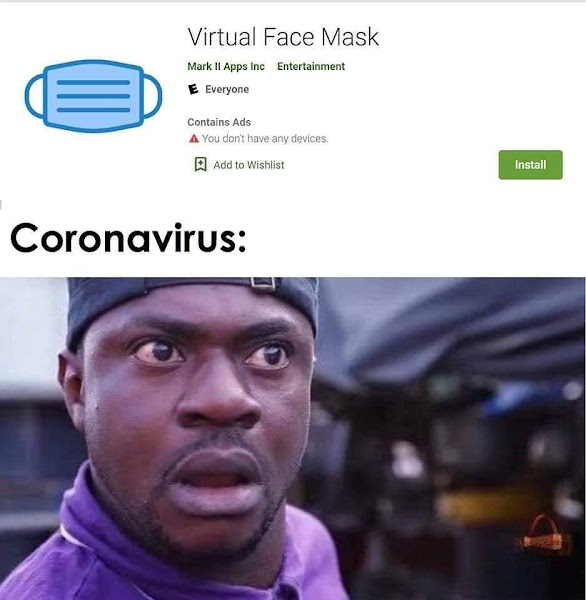 Virtual Face Mask
Mark II Apps Inc Entertainment
E Everyone
Contains Ads
You don't have any devices.
Add to Wishlist
Install
Coronavirus: